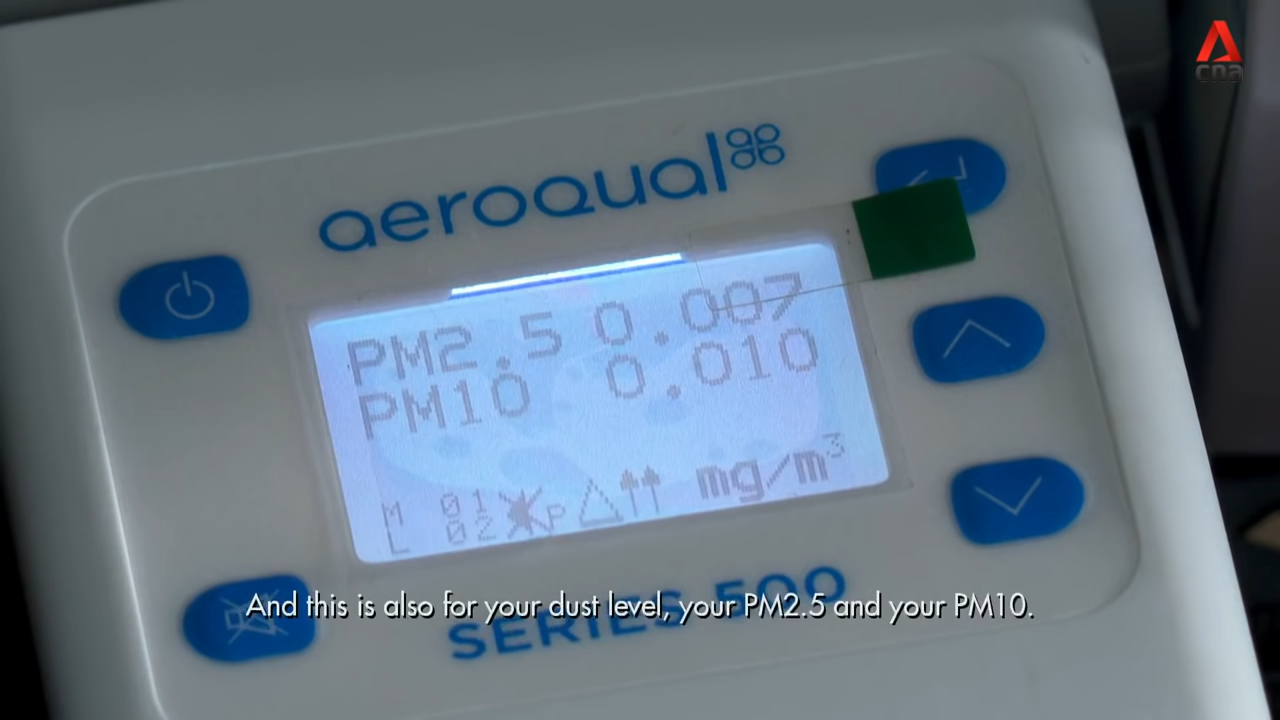 cna
aeroqual
PM2.5 0.007
PM10 0.010
M 01
L 02 P mg/m³
SERIES 500
And this is also for your dust level, your PM2.5 and your PM10.